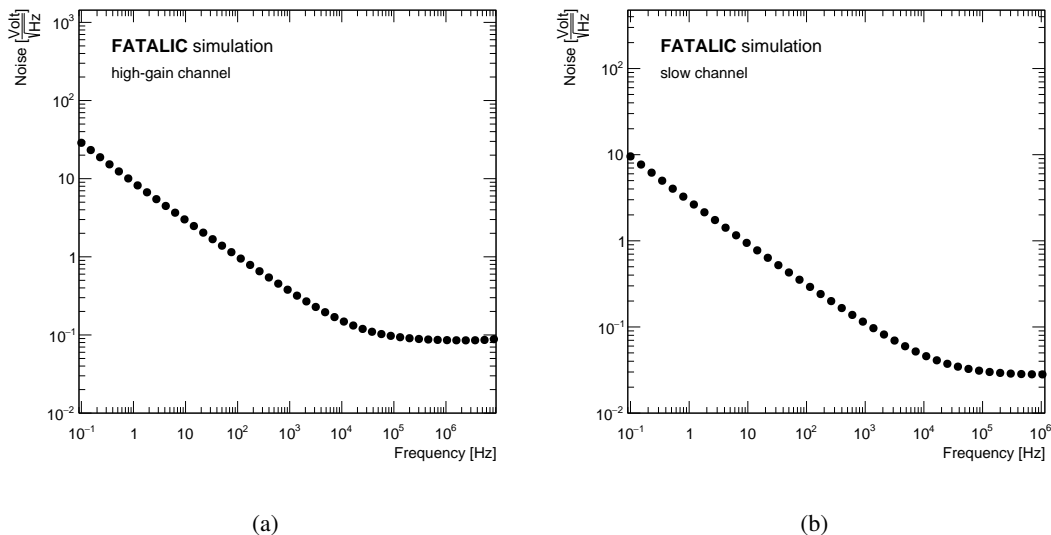 Noise [Volt/√Hz]
10³
10²
10
1
10⁻¹
10⁻²
FATALIC simulation
high-gain channel
10⁻¹ 1 10 10² 10³ 10⁴ 10⁵ 10⁶
Frequency [Hz]
(a)
Noise [Volt/√Hz]
10²
10
1
10⁻¹
10⁻²
FATALIC simulation
slow channel
10⁻¹ 1 10 10² 10³ 10⁴ 10⁵ 10⁶
Frequency [Hz]
(b)